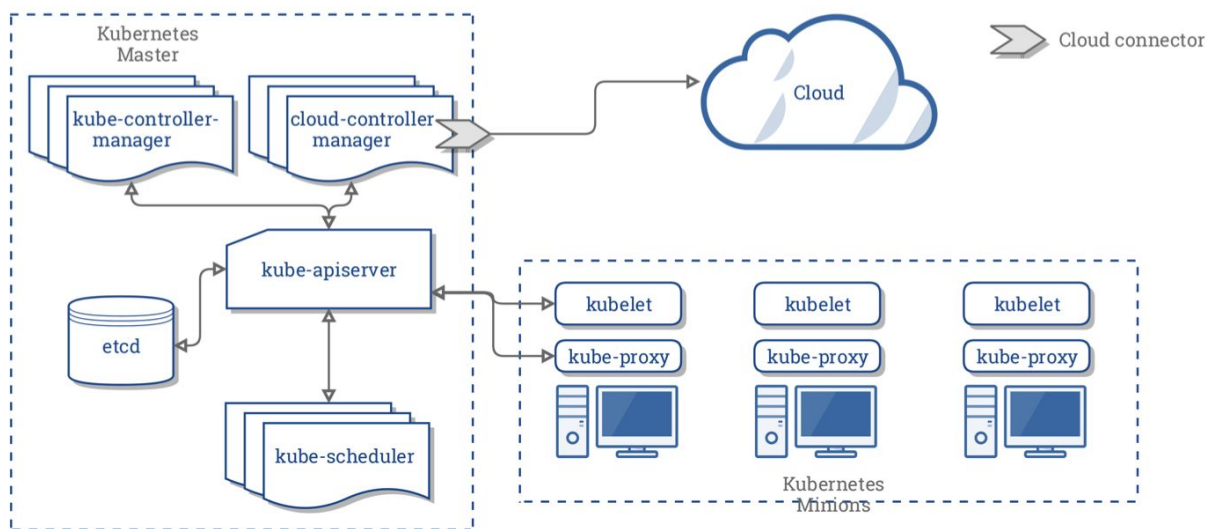 Kubernetes
Master
Cloud connector
kube-controller-
manager
cloud-controller
manager
Cloud
kube-apiserver
etcd
kube-scheduler
kubelet
kubelet
kubelet
kube-proxy
kube-proxy
kube-proxy
Kubernetes
Minions